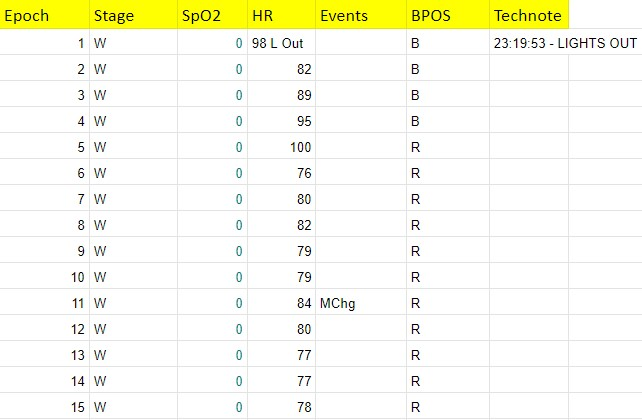 Epoch Stage SpO2 HR Events BPOS Technote
1 W 0 98 L Out B 23:19:53 - LIGHTS OUT
2 W 0 82 B
3 W 0 89 B
4 W 0 95 B
5 W 0 100 R
6 W 0 76 R
7 W 0 80 R
8 W 0 82 R
9 W 0 79 R
10 W 0 79 R
11 W 0 84 MChg R
12 W 0 80 R
13 W 0 77 R
14 W 0 77 R
15 W 0 78 R